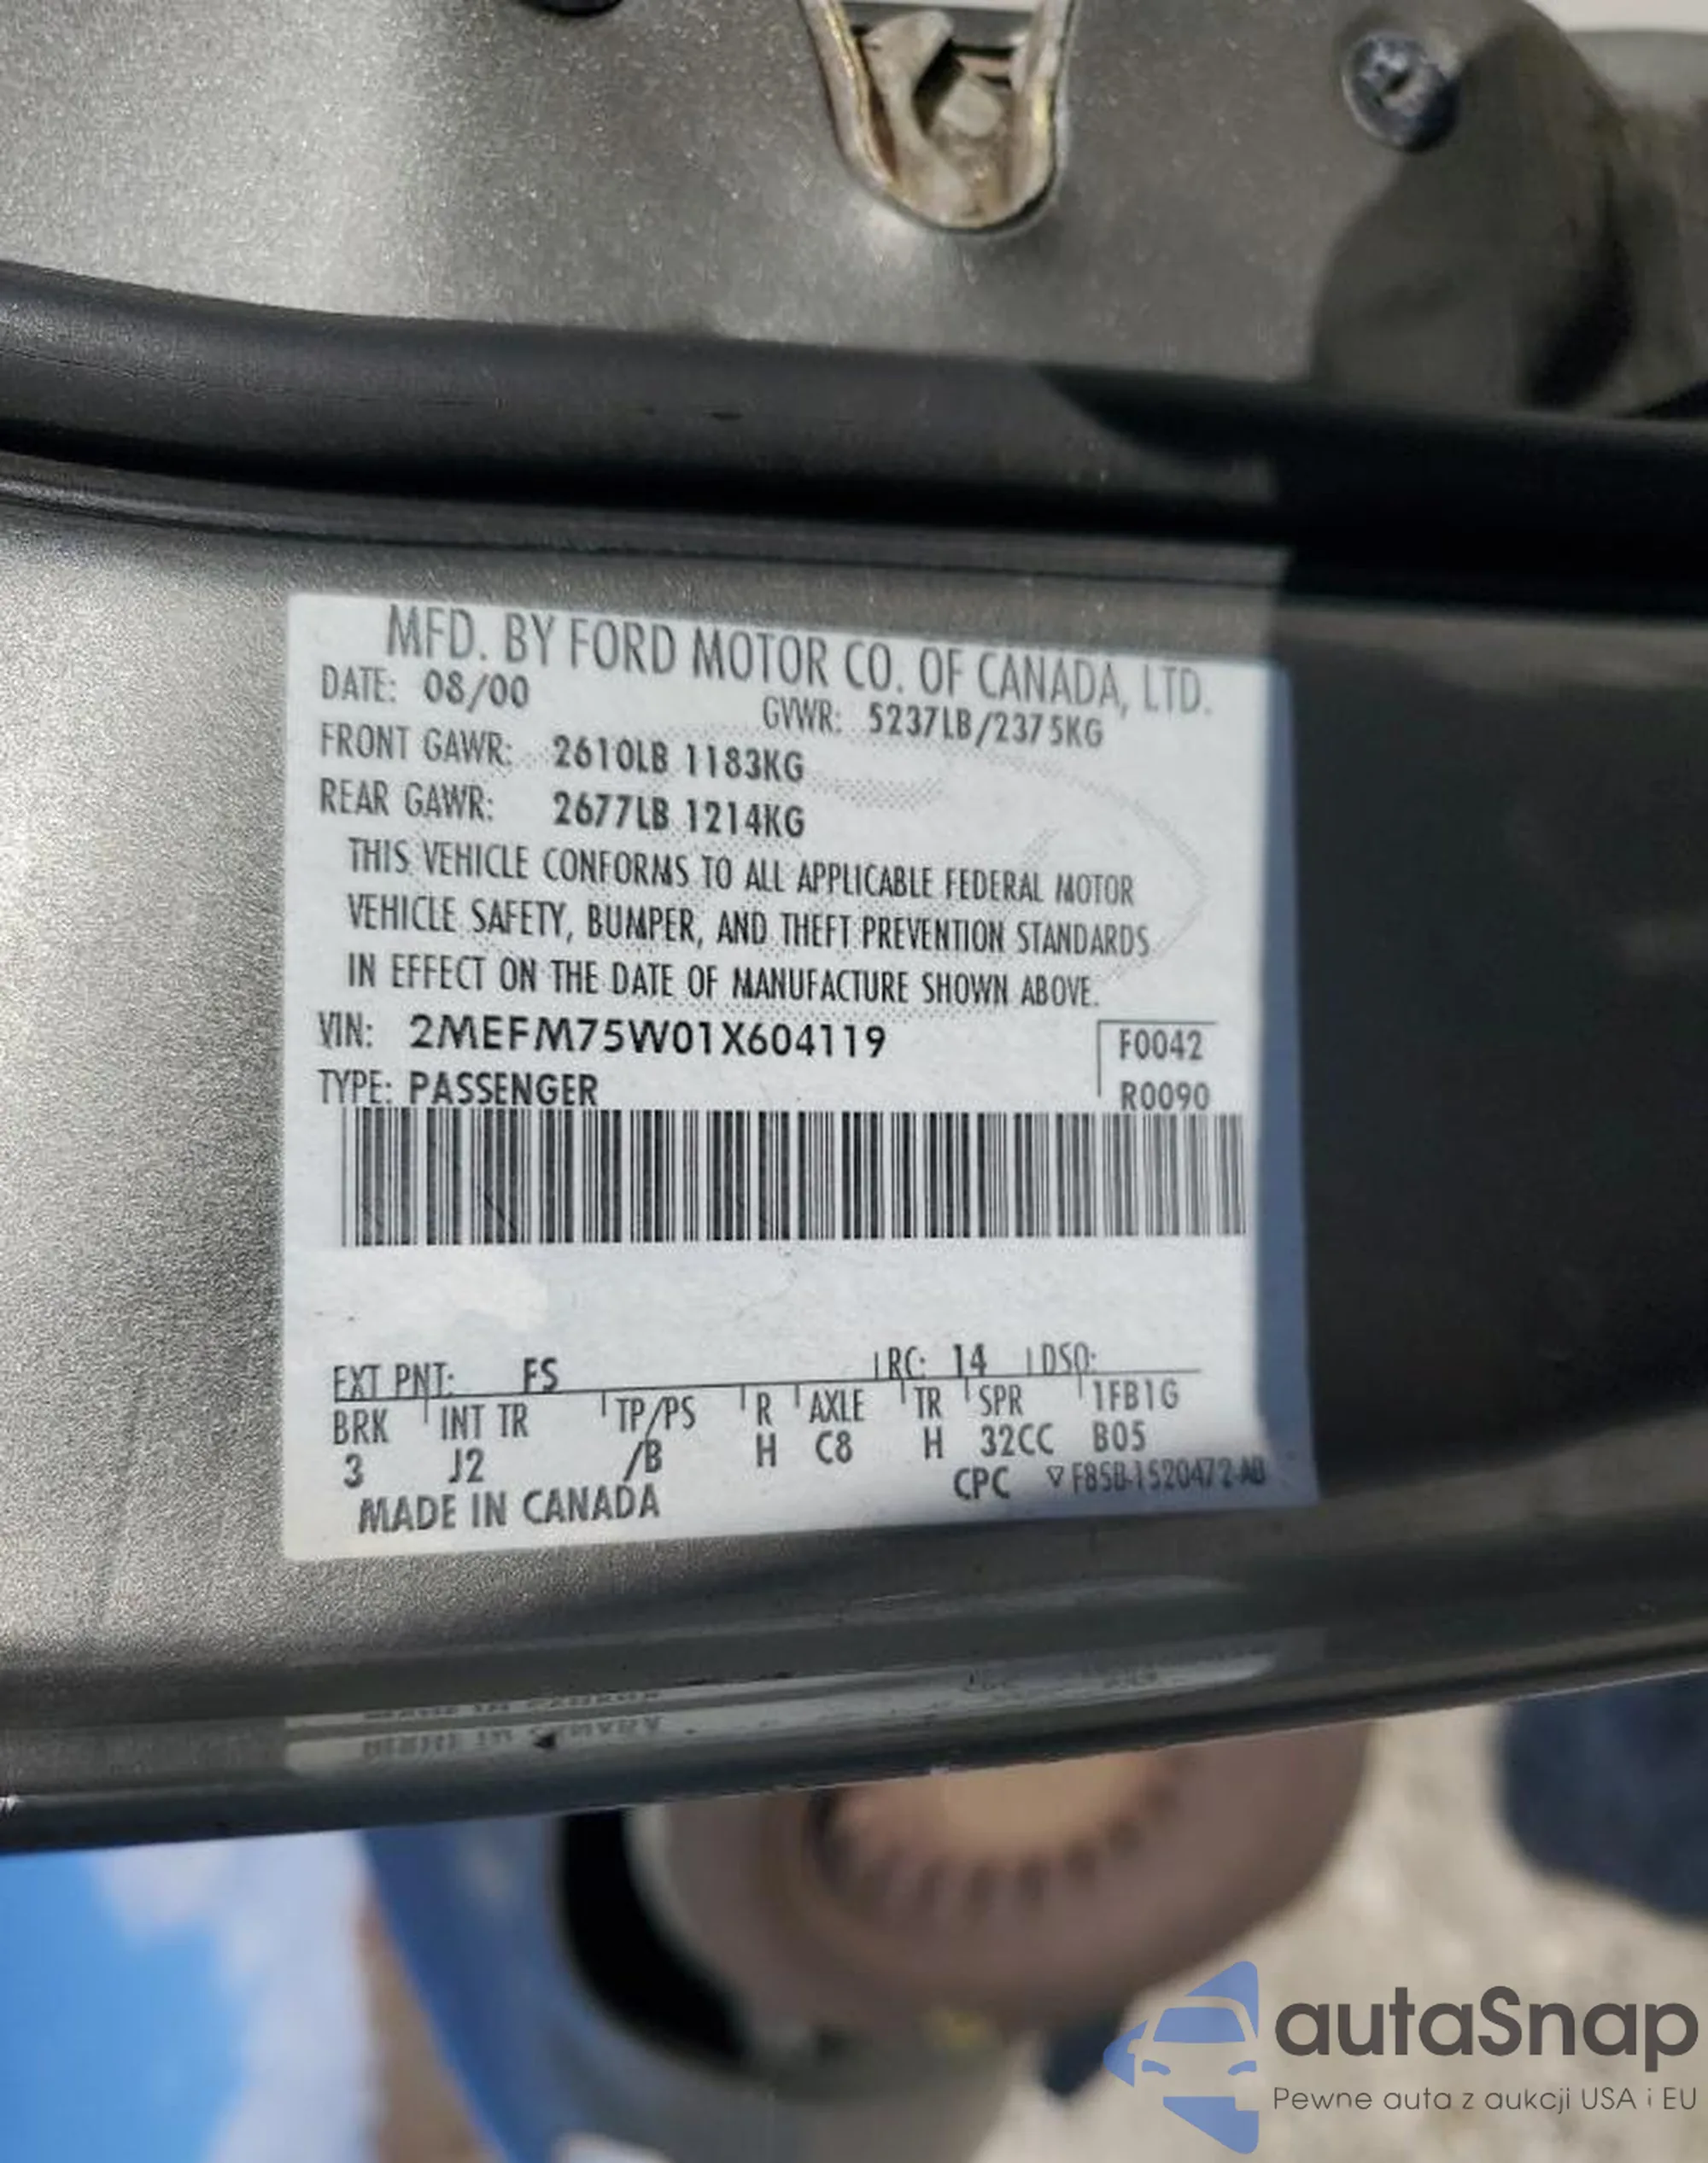 MFD. BY FORD MOTOR CO. OF CANADA, LTD.
DATE: 08/00
GVWR: 5237LB/2375KG
FRONT GAWR: 2610LB 1183KG
REAR GAWR: 2677LB 1214KG
THIS VEHICLE CONFORMS TO ALL APPLICABLE FEDERAL MOTOR
VEHICLE SAFETY, BUMPER, AND THEFT PREVENTION STANDARDS
IN EFFECT ON THE DATE OF MANUFACTURE SHOWN ABOVE.
VIN: 2MEFM75W01X604119 F0042
TYPE: PASSENGER R0090
EXT PNT: FS RC: 14 DSO:
BRK INT TR TP/PS R AXLE TR SPR 1FB1G
3 J2 /B H C8 H 32CC B05
MADE IN CANADA CPC F85B-1520472-AB
autaSnap
Pewne auta z aukcji USA i EU